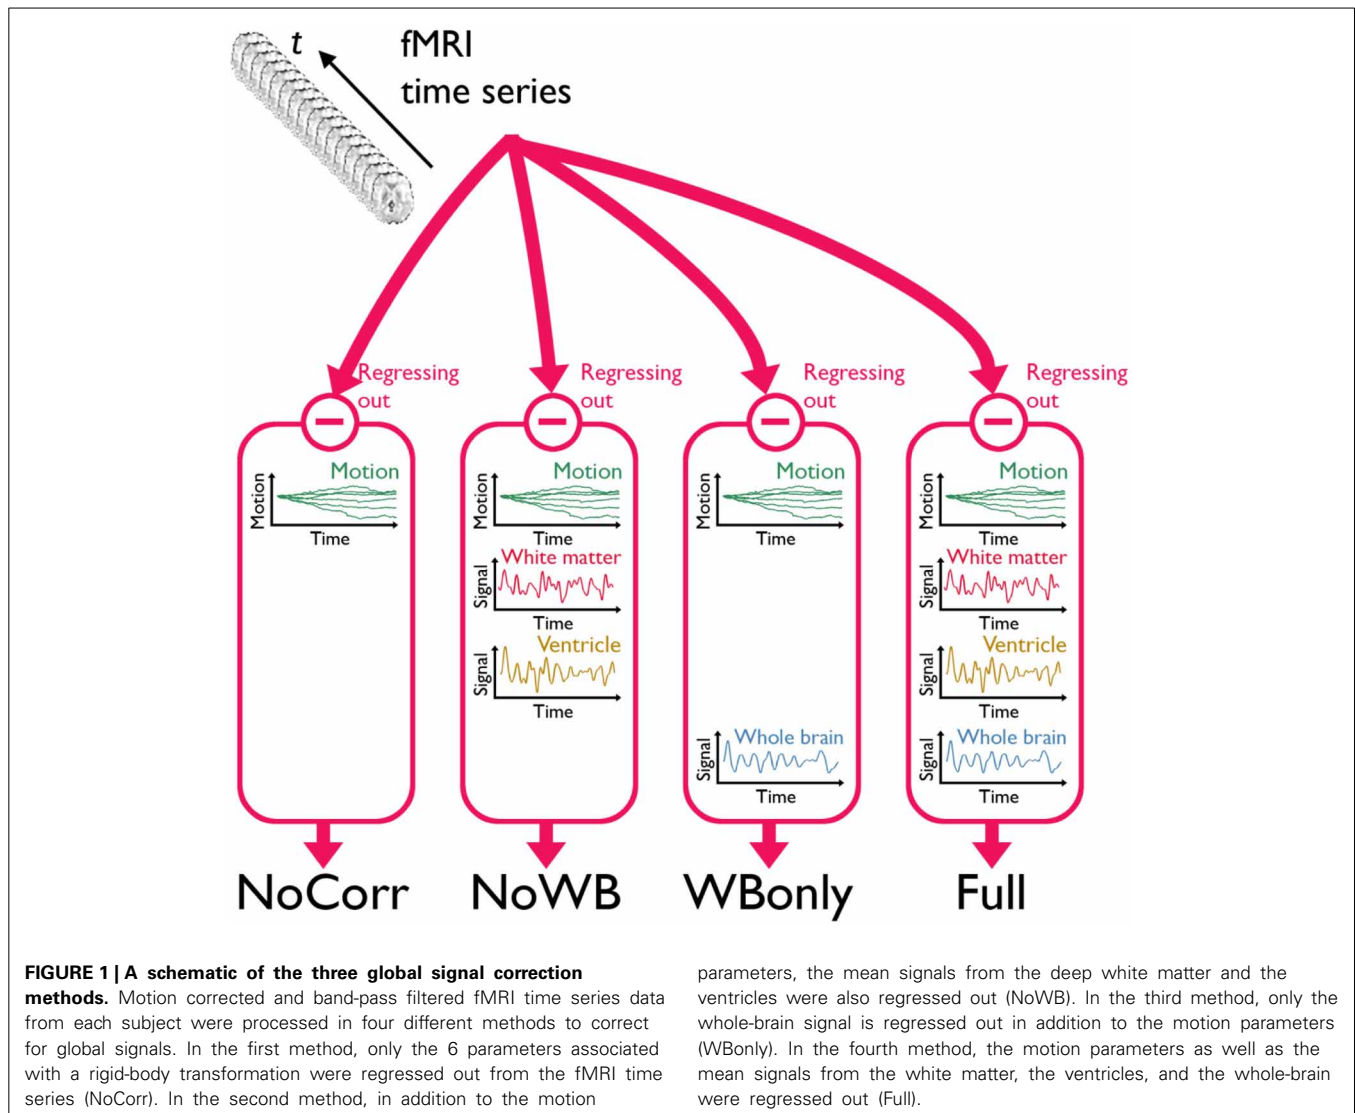 t
fMRI
time series
Regressing
out
Regressing
out
Regressing
out
Regressing
out
Motion
Motion
Time
Motion
Motion
Time
White matter
Signal
Time
Ventricle
Signal
Time
Motion
Motion
Time
Whole brain
Signal
Time
Motion
Motion
Time
White matter
Signal
Time
Ventricle
Signal
Time
Whole brain
Signal
Time
NoCorr
NoWB
WBonly
Full
FIGURE 1 | A schematic of the three global signal correction
methods. Motion corrected and band-pass filtered fMRI time series data
from each subject were processed in four different methods to correct
for global signals. In the first method, only the 6 parameters associated
with a rigid-body transformation were regressed out from the fMRI time
series (NoCorr). In the second method, in addition to the motion
parameters, the mean signals from the deep white matter and the
ventricles were also regressed out (NoWB). In the third method, only the
whole-brain signal is regressed out in addition to the motion parameters
(WBonly). In the fourth method, the motion parameters as well as the
mean signals from the white matter, the ventricles, and the whole-brain
were regressed out (Full).